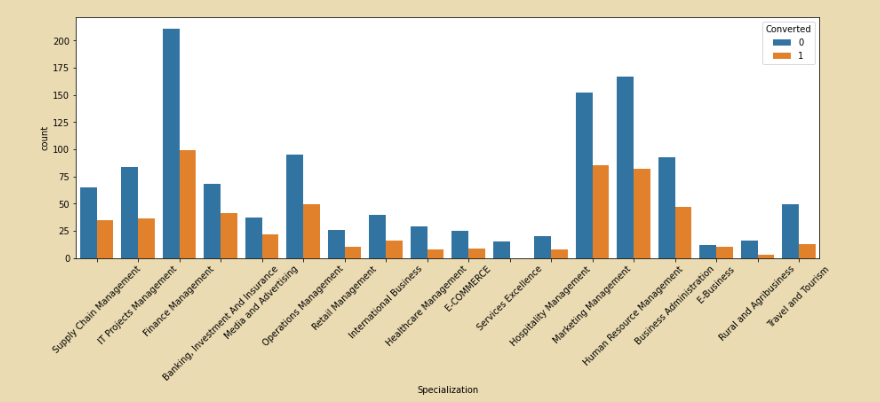 Converted
0
1
count
200
175
150
125
100
75
50
25
0
Supply Chain Management
IT Projects Management
Finance Management
Banking, Investment And Insurance
Media and Advertising
Operations Management
Retail Management
International Business
Healthcare Management
E-COMMERCE
Services Excellence
Hospitality Management
Marketing Management
Human Resource Management
Business Administration
E-Business
Rural and Agribusiness
Travel and Tourism
Specialization